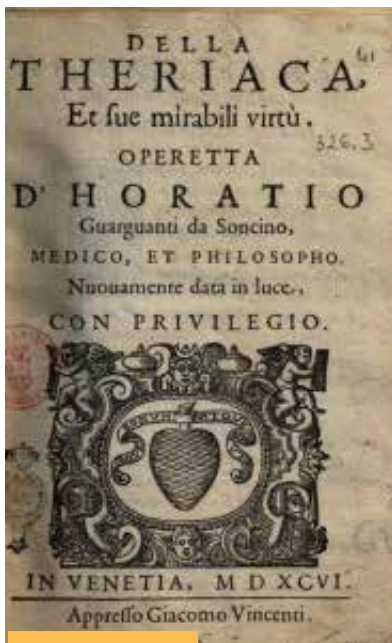 DELLA
THERIACA,
Et sue mirabili virtù.
OPERETTA
326.3
D'HORATIO
Guarguanti da Soncino,
MEDICO, ET PHILOSOPHO.
Nuouamente data in luce.
CON PRIVILEGIO.
IN VENETIA, M D XCVI.
Appresso Giacomo Vincenti.